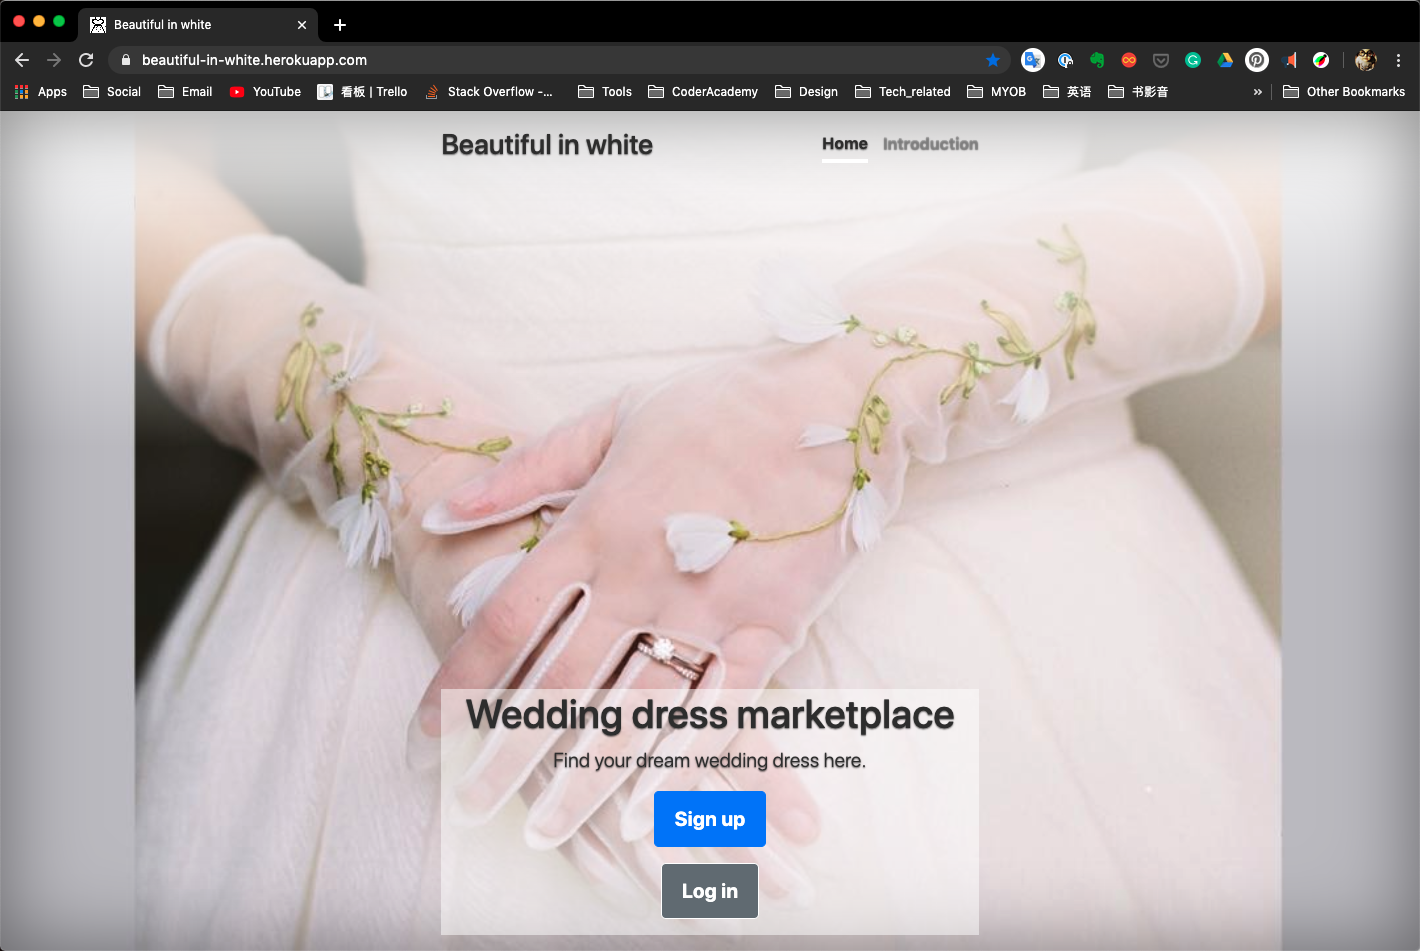 Beautiful in white
beautiful-in-white.herokuapp.com
Apps Social Email YouTube 看板 | Trello Stack Overflow -... Tools CoderAcademy Design Tech_related MYOB 英语 书影音 » Other Bookmarks
Beautiful in white Home Introduction
Wedding dress marketplace
Find your dream wedding dress here.
Sign up
Log in